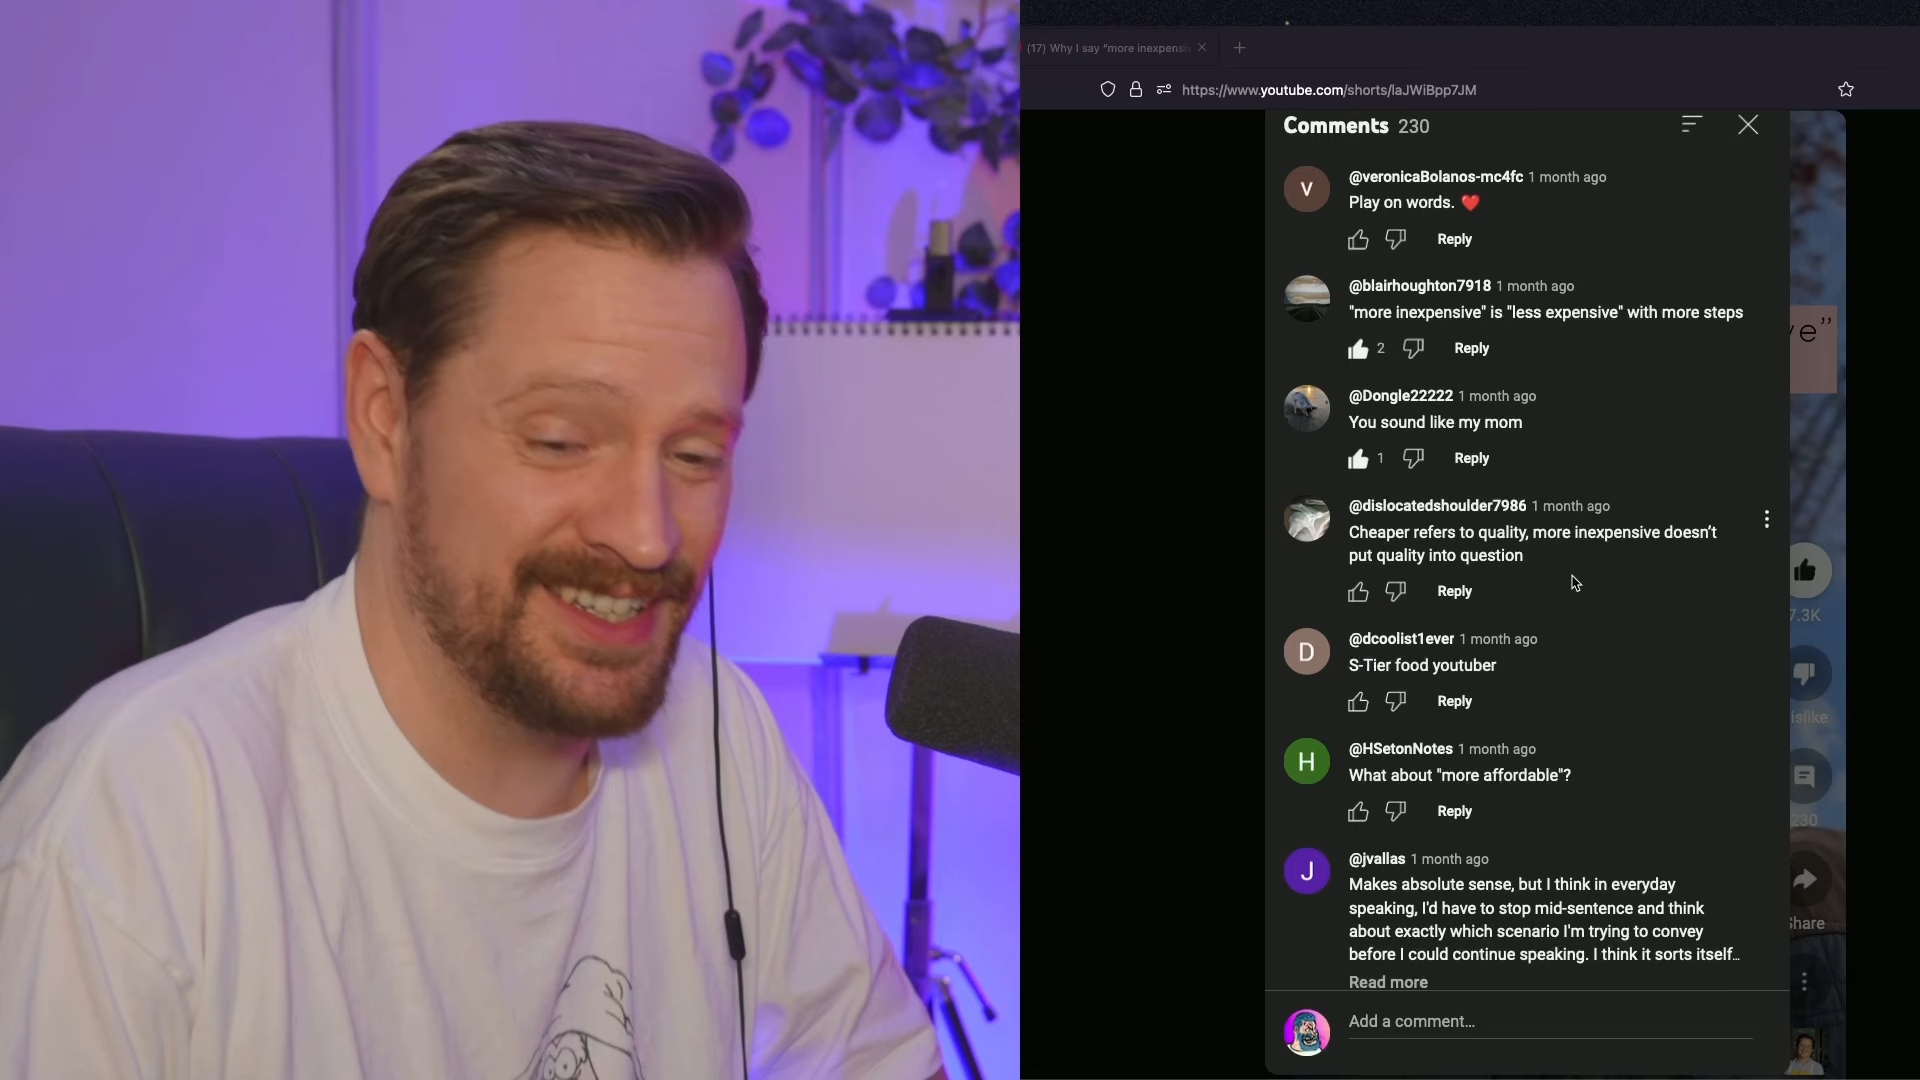 (17) Why I say "more inexpensiv
https://www.youtube.com/shorts/laJWiBpp7JM
Comments 230
V
@veronicaBolanos-mc4fc 1 month ago
Play on words. ❤️
Reply
@blairhoughton7918 1 month ago
"more inexpensive" is "less expensive" with more steps
2
Reply
@Dongle22222 1 month ago
You sound like my mom
1
Reply
@dislocatedshoulder7986 1 month ago
Cheaper refers to quality, more inexpensive doesn't
put quality into question
Reply
D
@dcoolist1ever 1 month ago
S-Tier food youtuber
Reply
H
@HSetonNotes 1 month ago
What about "more affordable"?
Reply
J
@jvallas 1 month ago
Makes absolute sense, but I think in everyday
speaking, I'd have to stop mid-sentence and think
about exactly which scenario I'm trying to convey
before I could continue speaking. I think it sorts itself...
Read more
Add a comment...
ve"
7.3K
islike
230
Share